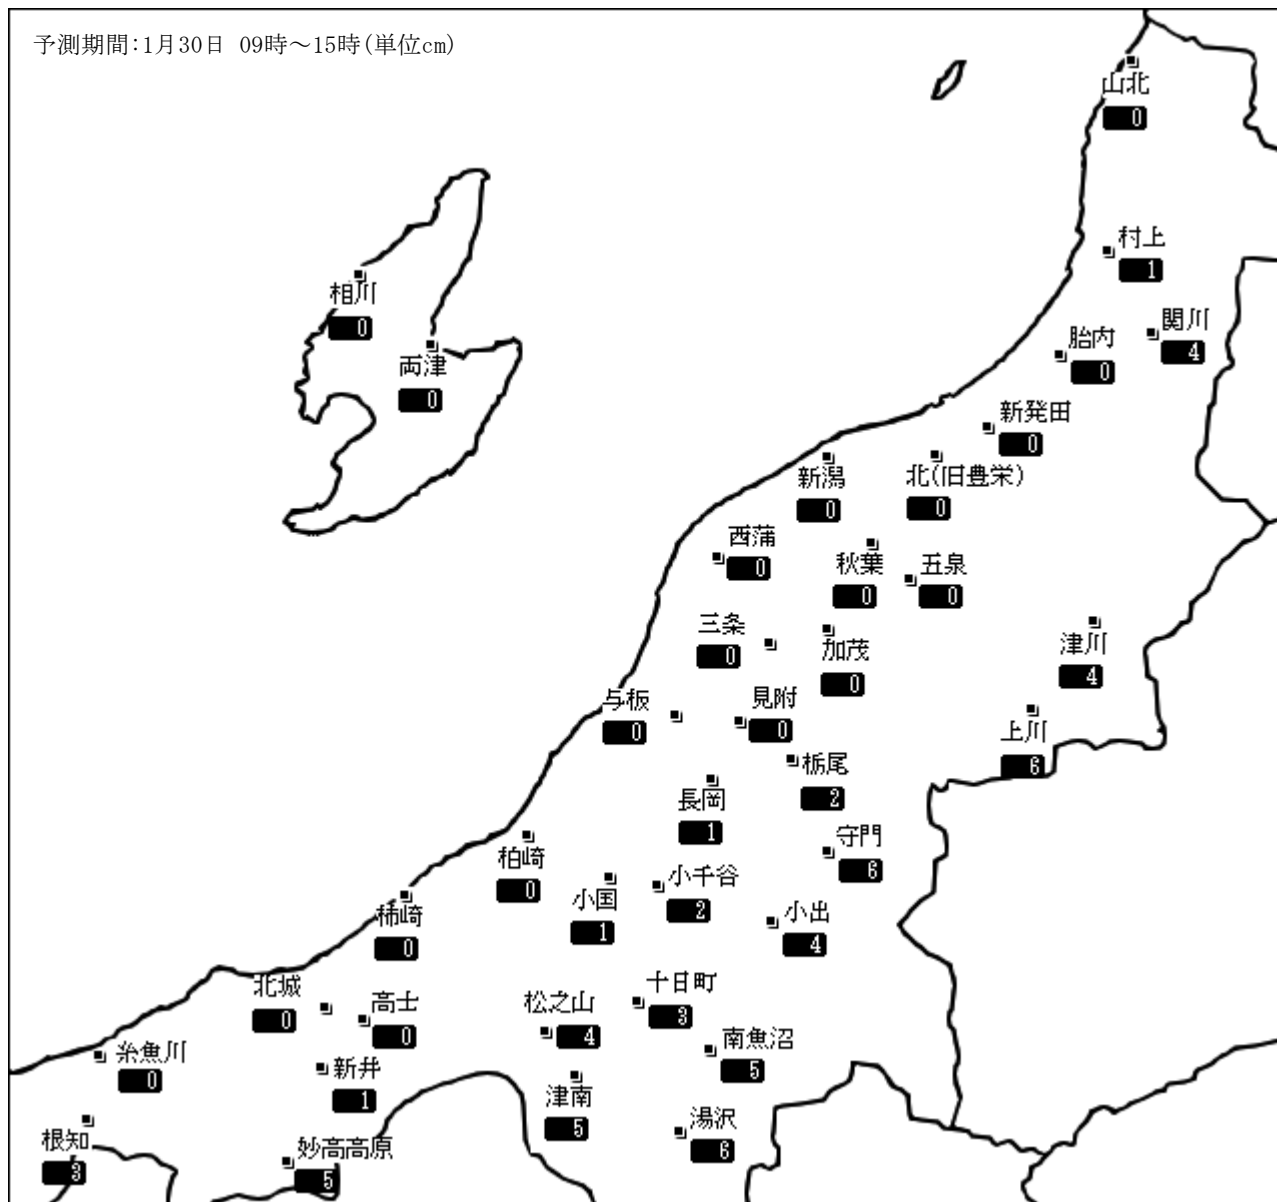 予測期間:1月30日 09時～15時(単位cm)
山北
0
村上
1
相川
0
関川
4
胎内
0
両津
0
新発田
0
新潟
0
北(旧豊栄)
0
西蒲
0
秋葉
0
五泉
0
三条
0
加茂
0
津川
4
与板
0
見附
0
上川
6
栃尾
2
長岡
1
守門
6
柏崎
0
小国
1
小千谷
2
小出
4
柿崎
0
北城
0
高士
0
松之山
4
十日町
3
南魚沼
5
糸魚川
0
新井
1
津南
5
湯沢
6
根知
3
妙高高原
5